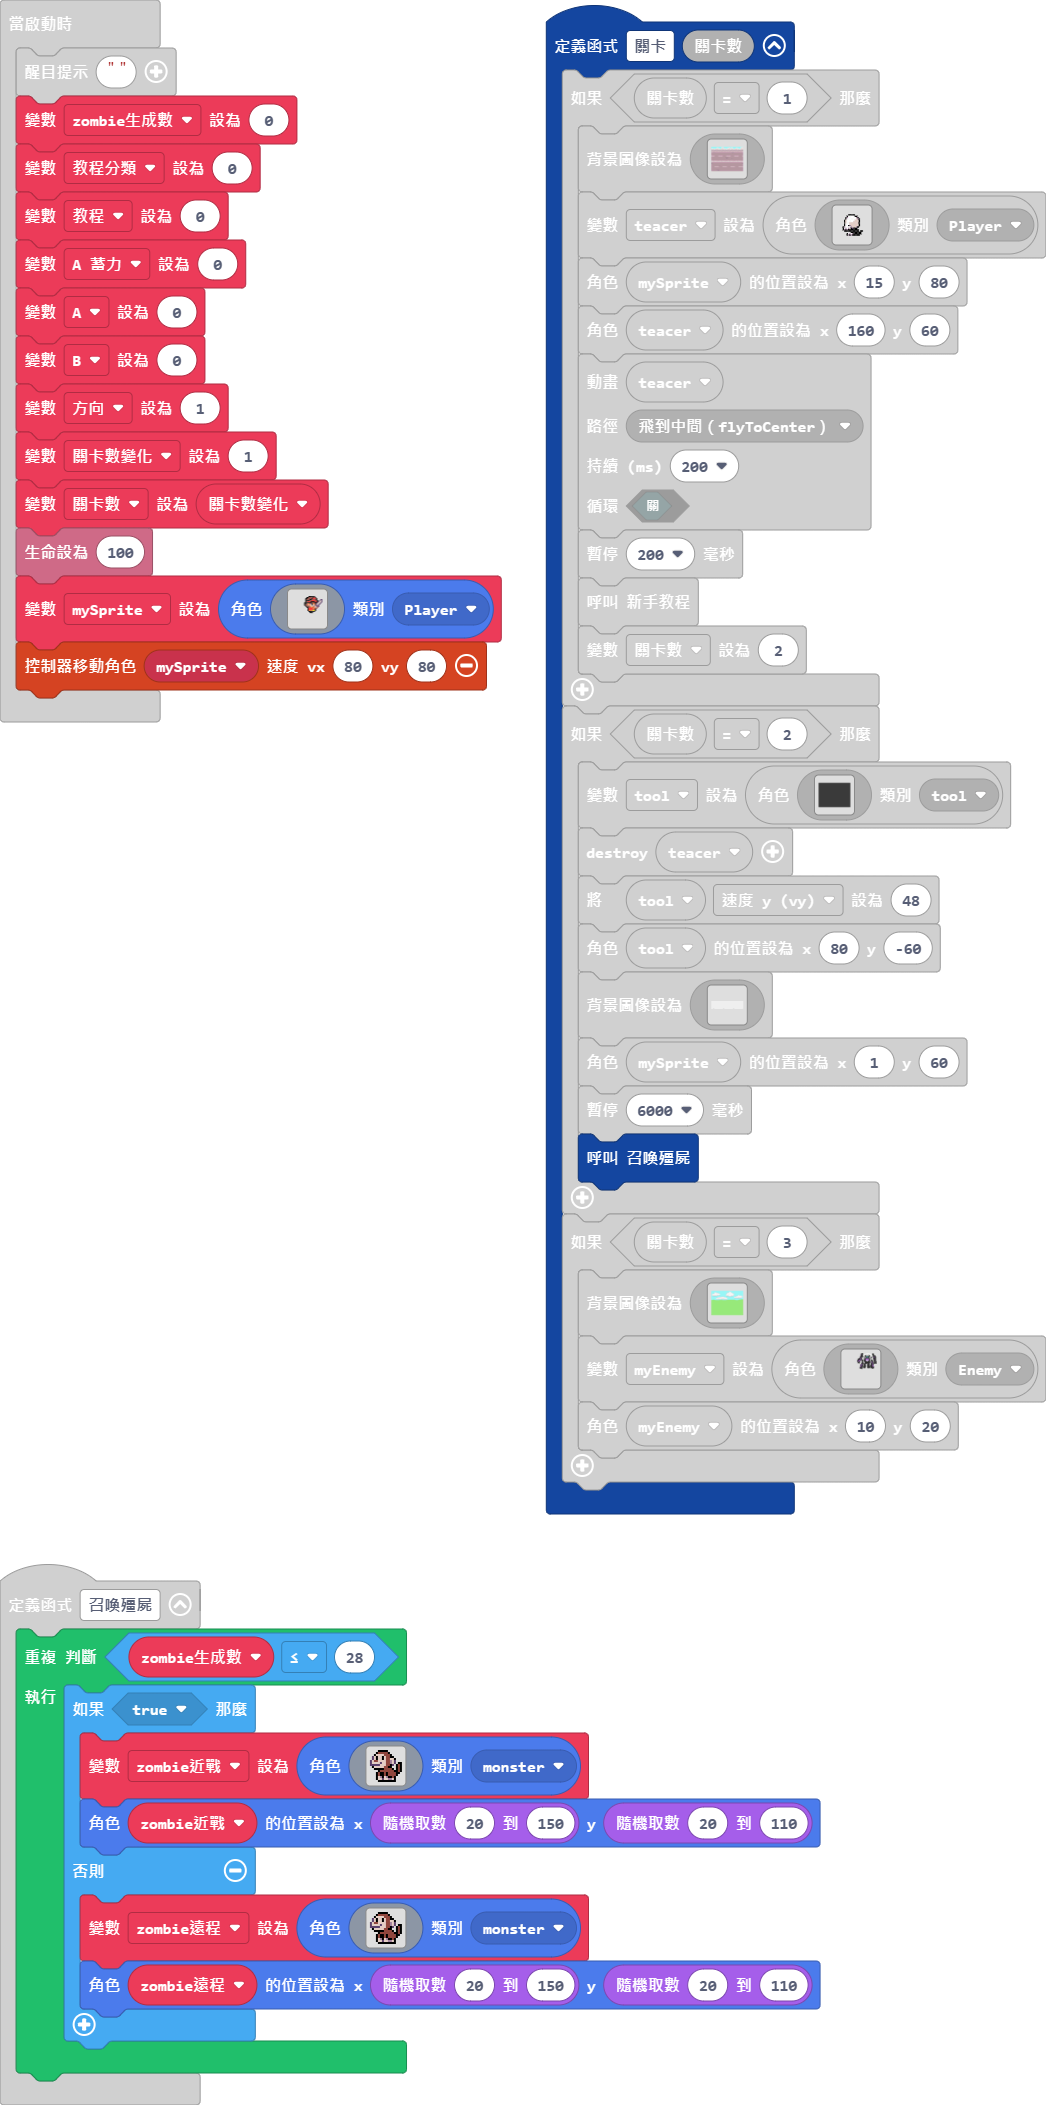 當啟動時
醒目提示 " "
變數 zombie生成數 設為 0
變數 教程分類 設為 0
變數 教程 設為 0
變數 A 蓄力 設為 0
變數 A 設為 0
變數 B 設為 0
變數 方向 設為 1
變數 關卡數變化 設為 1
變數 關卡數 設為 關卡數變化
生命設為 100
變數 mySprite 設為 角色 類別 Player
控制器移動角色 mySprite 速度 vx 80 vy 80
定義函式 關卡 關卡數
如果 關卡數 = 1 那麼
背景圖像設為
變數 teacer 設為 角色 類別 Player
角色 mySprite 的位置設為 x 15 y 80
角色 teacer 的位置設為 x 160 y 60
動畫 teacer
路徑 飛到中間 ( flyToCenter )
持續 (ms) 200
循環 關
暫停 200 毫秒
呼叫 新手教程
變數 關卡數 設為 2
如果 關卡數 = 2 那麼
變數 tool 設為 角色 類別 tool
destroy teacer
將 tool 速度 y (vy) 設為 48
角色 tool 的位置設為 x 80 y -60
背景圖像設為
角色 mySprite 的位置設為 x 1 y 60
暫停 6000 毫秒
呼叫 召喚殭屍
如果 關卡數 = 3 那麼
背景圖像設為
變數 myEnemy 設為 角色 類別 Enemy
角色 myEnemy 的位置設為 x 10 y 20
定義函式 召喚殭屍
重複 判斷 zombie生成數 ≤ 28
執行 如果 true 那麼
變數 zombie近戰 設為 角色 類別 monster
角色 zombie近戰 的位置設為 x 隨機取數 20 到 150 y 隨機取數 20 到 110
否則
變數 zombie遠程 設為 角色 類別 monster
角色 zombie遠程 的位置設為 x 隨機取數 20 到 150 y 隨機取數 20 到 110